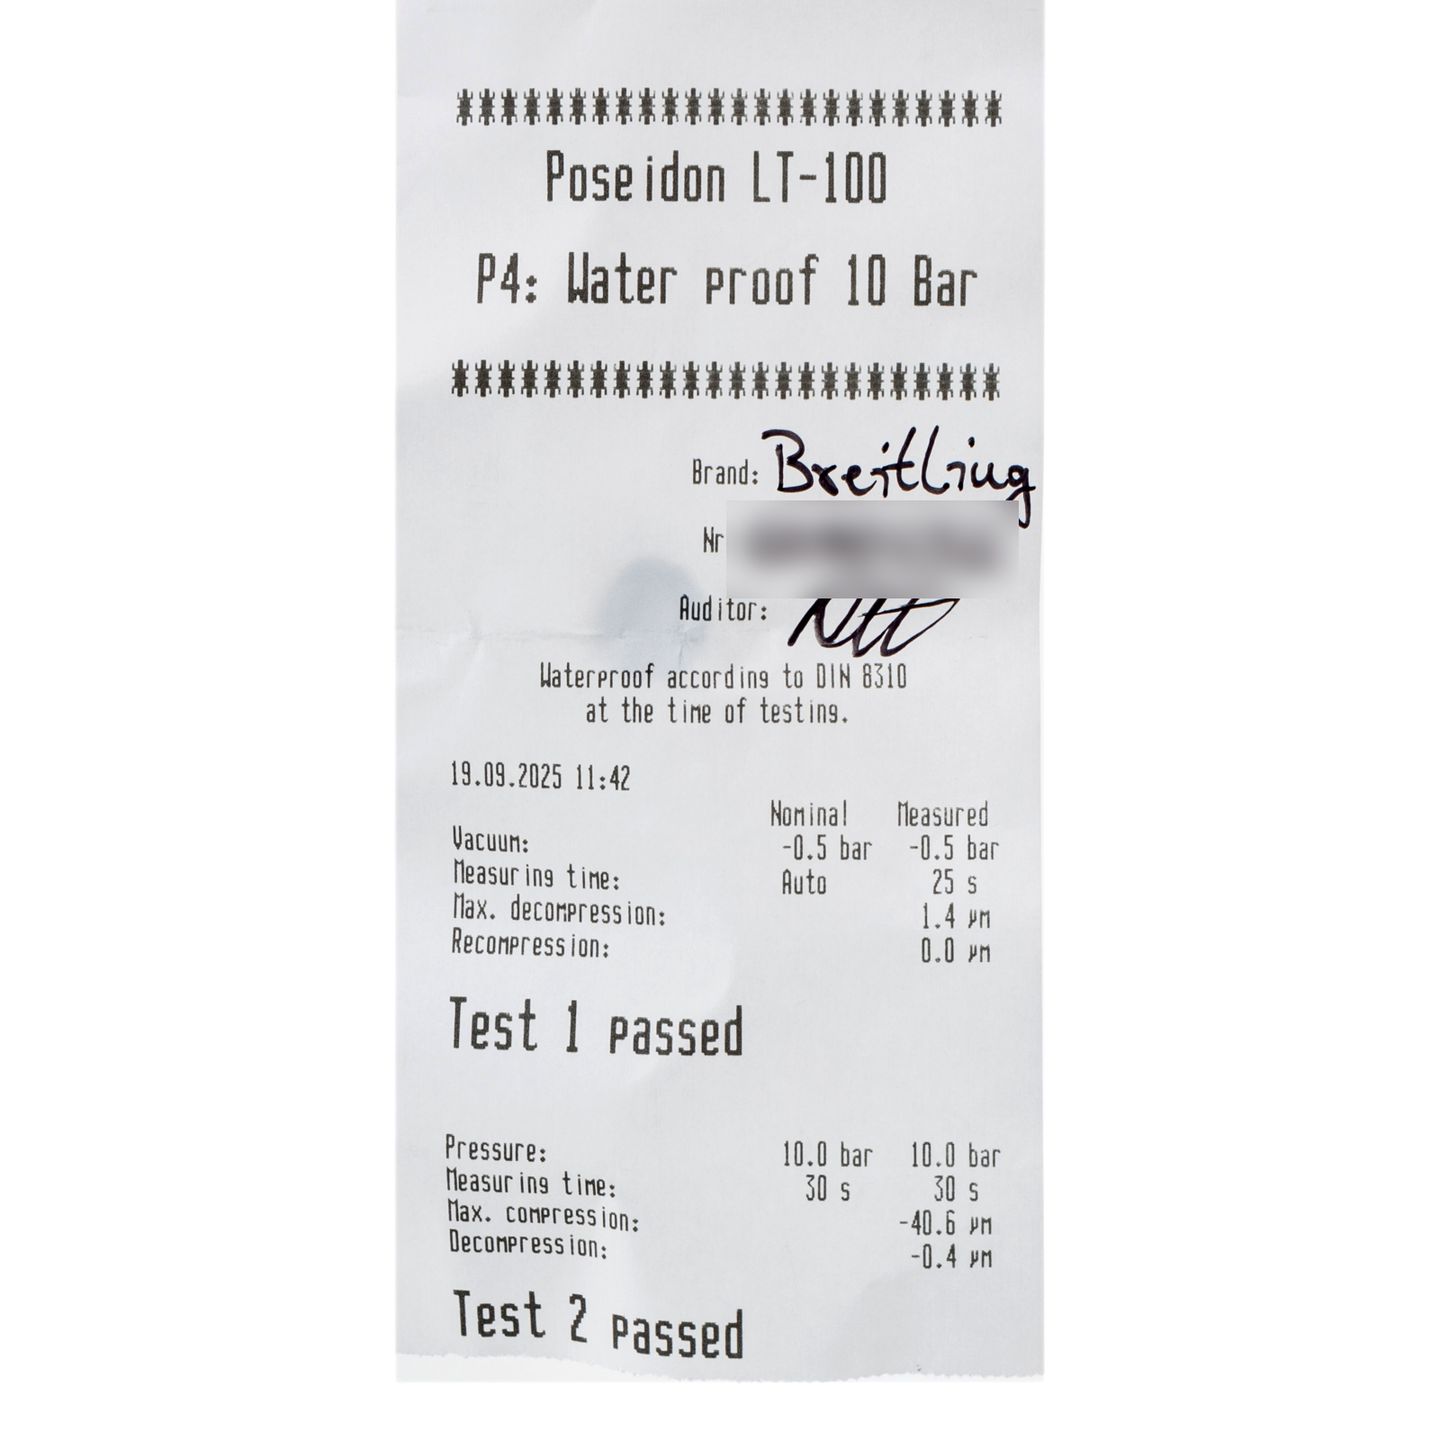 Poseidon LT-100
P4: Water proof 10 Bar
Brand: Breitling
Nr
Auditor:
Waterproof according to DIN 8310
at the time of testing.
19.09.2025 11:42
Nominal Measured
Vacuum: -0.5 bar -0.5 bar
Measuring time: Auto 25 s
Max. decompression: 1.4 µm
Recompression: 0.0 µm
Test 1 passed
Pressure: 10.0 bar 10.0 bar
Measuring time: 30 s 30 s
Max. compression: -40.6 µm
Decompression: -0.4 µm
Test 2 passed